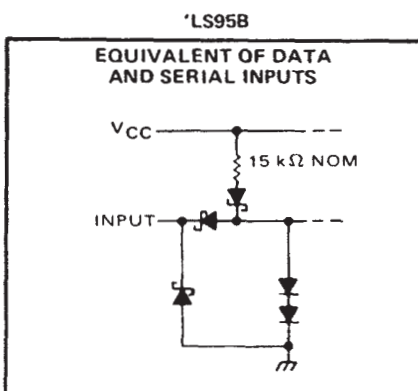 'LS95B
EQUIVALENT OF DATA
AND SERIAL INPUTS
VCC
15 kΩ NOM
INPUT